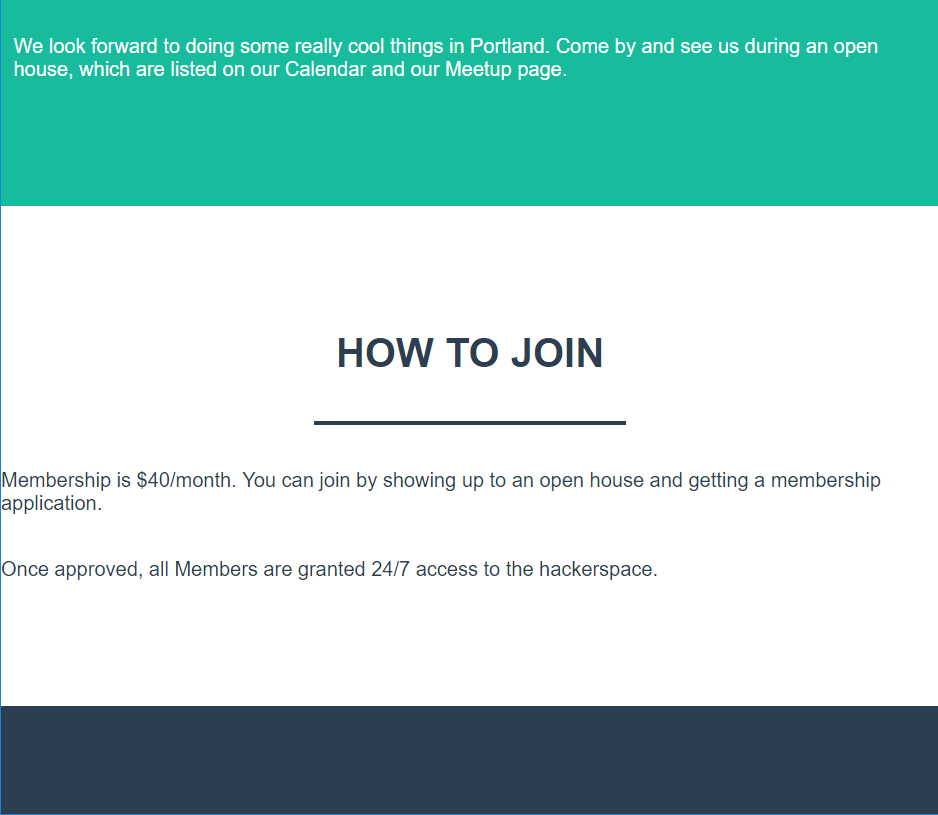 We look forward to doing some really cool things in Portland. Come by and see us during an open
house, which are listed on our Calendar and our Meetup page.
HOW TO JOIN
Membership is $40/month. You can join by showing up to an open house and getting a membership
application.
Once approved, all Members are granted 24/7 access to the hackerspace.